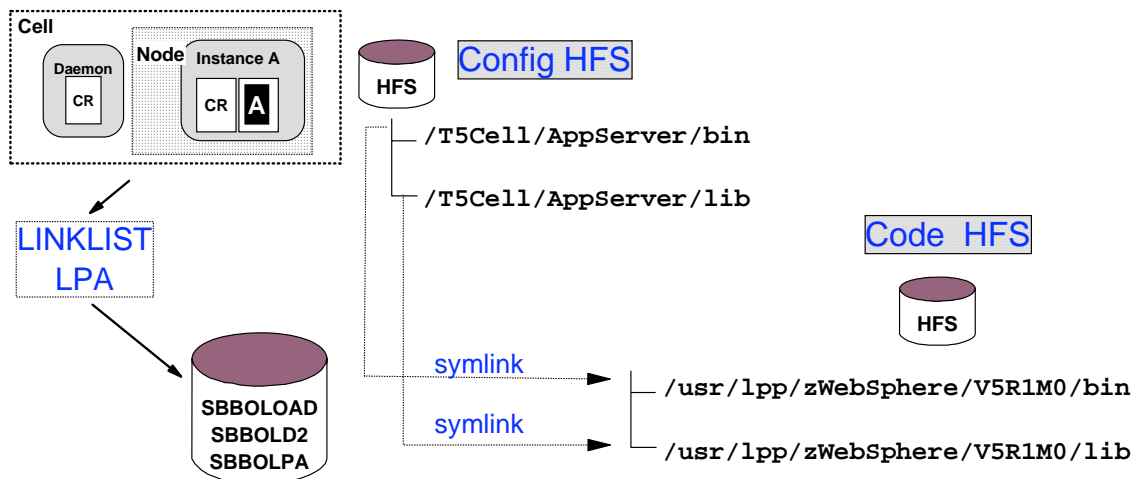 Cell
Daemon
CR
Node
Instance A
CR
A
HFS
Config HFS
/T5Cell/AppServer/bin
/T5Cell/AppServer/lib
LINKLIST
LPA
Code HFS
HFS
SBBOLOAD
SBBOLD2
SBBOLPA
symlink
/usr/lpp/zWebSphere/V5R1M0/bin
symlink
/usr/lpp/zWebSphere/V5R1M0/lib